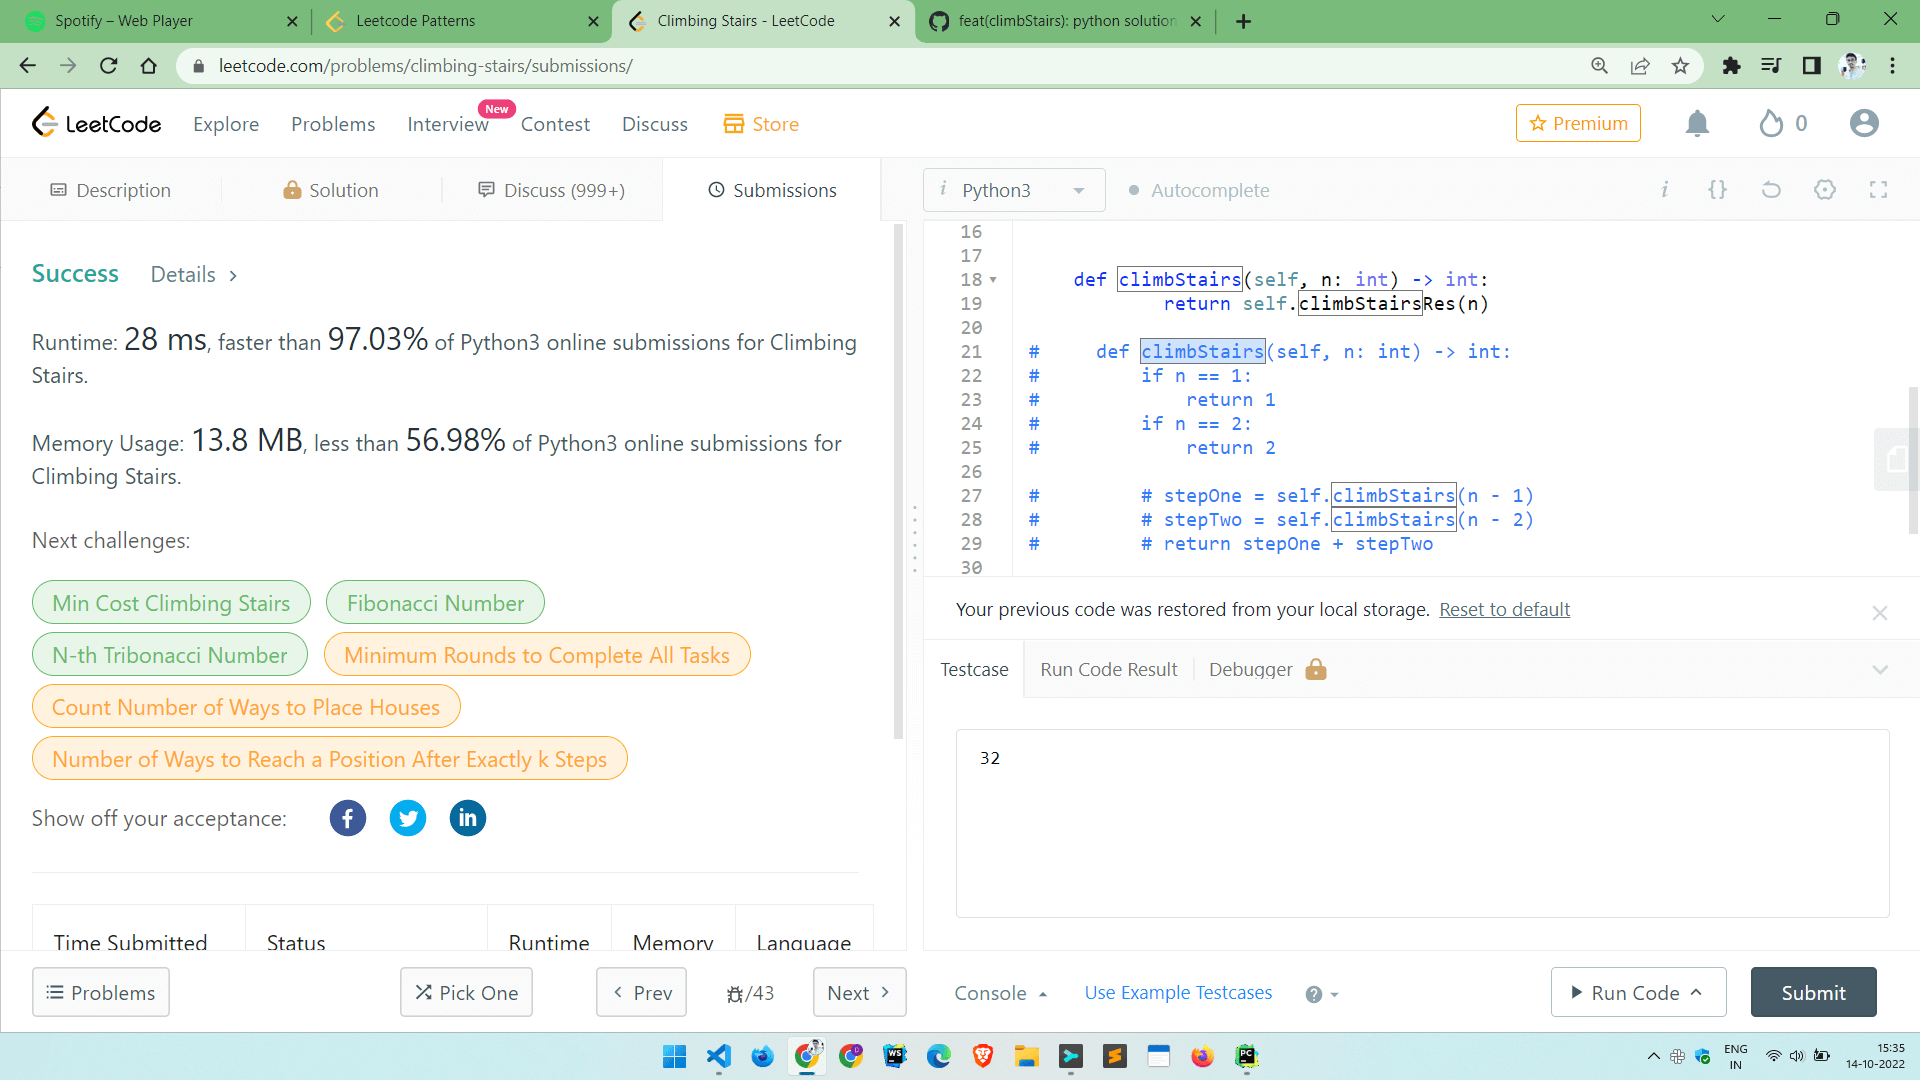 Spotify – Web Player
Leetcode Patterns
Climbing Stairs - LeetCode
feat(climbStairs): python solution
leetcode.com/problems/climbing-stairs/submissions/
LeetCode
Explore
Problems
Interview
New
Contest
Discuss
Store
Premium
0
Description
Solution
Discuss (999+)
Submissions
i Python3
Autocomplete
i
{}
Success
Details
Runtime: 28 ms, faster than 97.03% of Python3 online submissions for Climbing
Stairs.
Memory Usage: 13.8 MB, less than 56.98% of Python3 online submissions for
Climbing Stairs.
Next challenges:
Min Cost Climbing Stairs
Fibonacci Number
N-th Tribonacci Number
Minimum Rounds to Complete All Tasks
Count Number of Ways to Place Houses
Number of Ways to Reach a Position After Exactly k Steps
Show off your acceptance:
Time Submitted
Status
Runtime
Memory
Language
16
17
18 def climbStairs(self, n: int) -> int:
19 return self.climbStairsRes(n)
20
21 # def climbStairs(self, n: int) -> int:
22 # if n == 1:
23 # return 1
24 # if n == 2:
25 # return 2
26
27 # # stepOne = self.climbStairs(n - 1)
28 # # stepTwo = self.climbStairs(n - 2)
29 # # return stepOne + stepTwo
30
Your previous code was restored from your local storage. Reset to default
Testcase
Run Code Result
Debugger
32
Problems
Pick One
Prev
/43
Next
Console
Use Example Testcases
?
Run Code
Submit
WS
PC
ENG
IN
15:35
14-10-2022